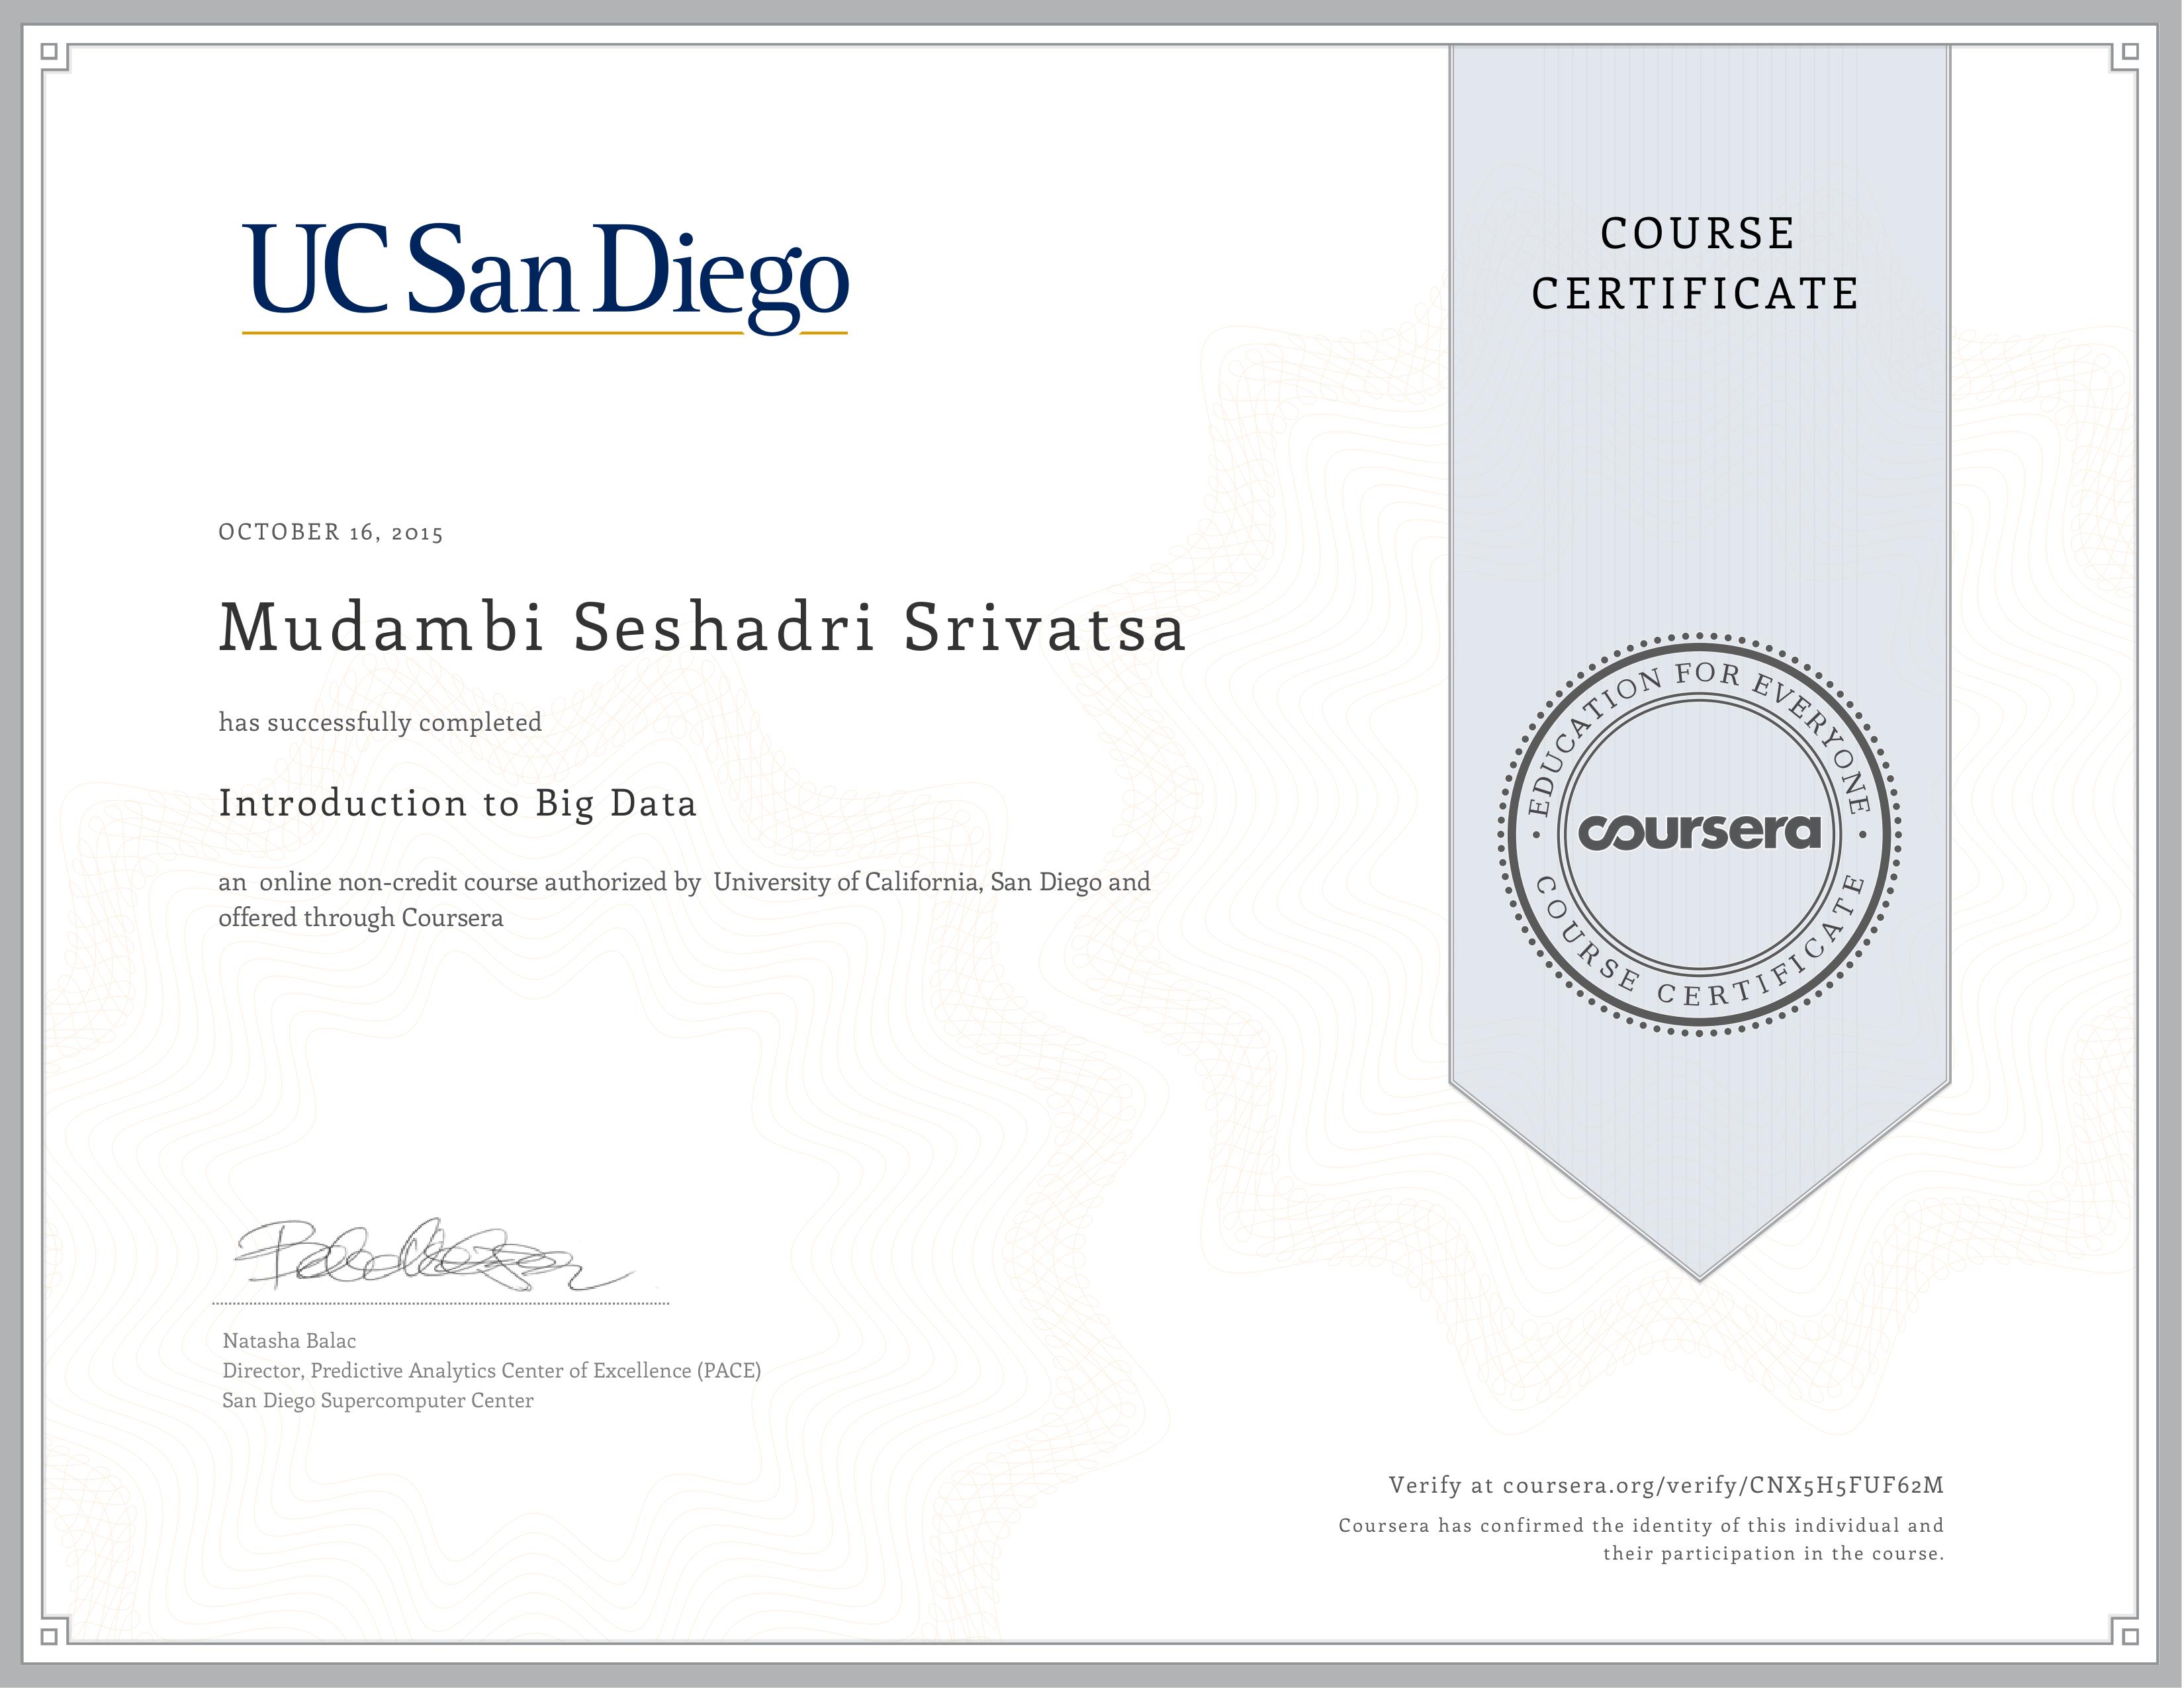 UC San Diego
COURSE
CERTIFICATE
OCTOBER 16, 2015
Mudambi Seshadri Srivatsa
has successfully completed
Introduction to Big Data
an online non-credit course authorized by University of California, San Diego and
offered through Coursera
EDUCATION FOR EVERYONE
coursera
COURSE CERTIFICATE
Natasha Balac
Director, Predictive Analytics Center of Excellence (PACE)
San Diego Supercomputer Center
Verify at coursera.org/verify/CNX5H5FUF62M
Coursera has confirmed the identity of this individual and
their participation in the course.